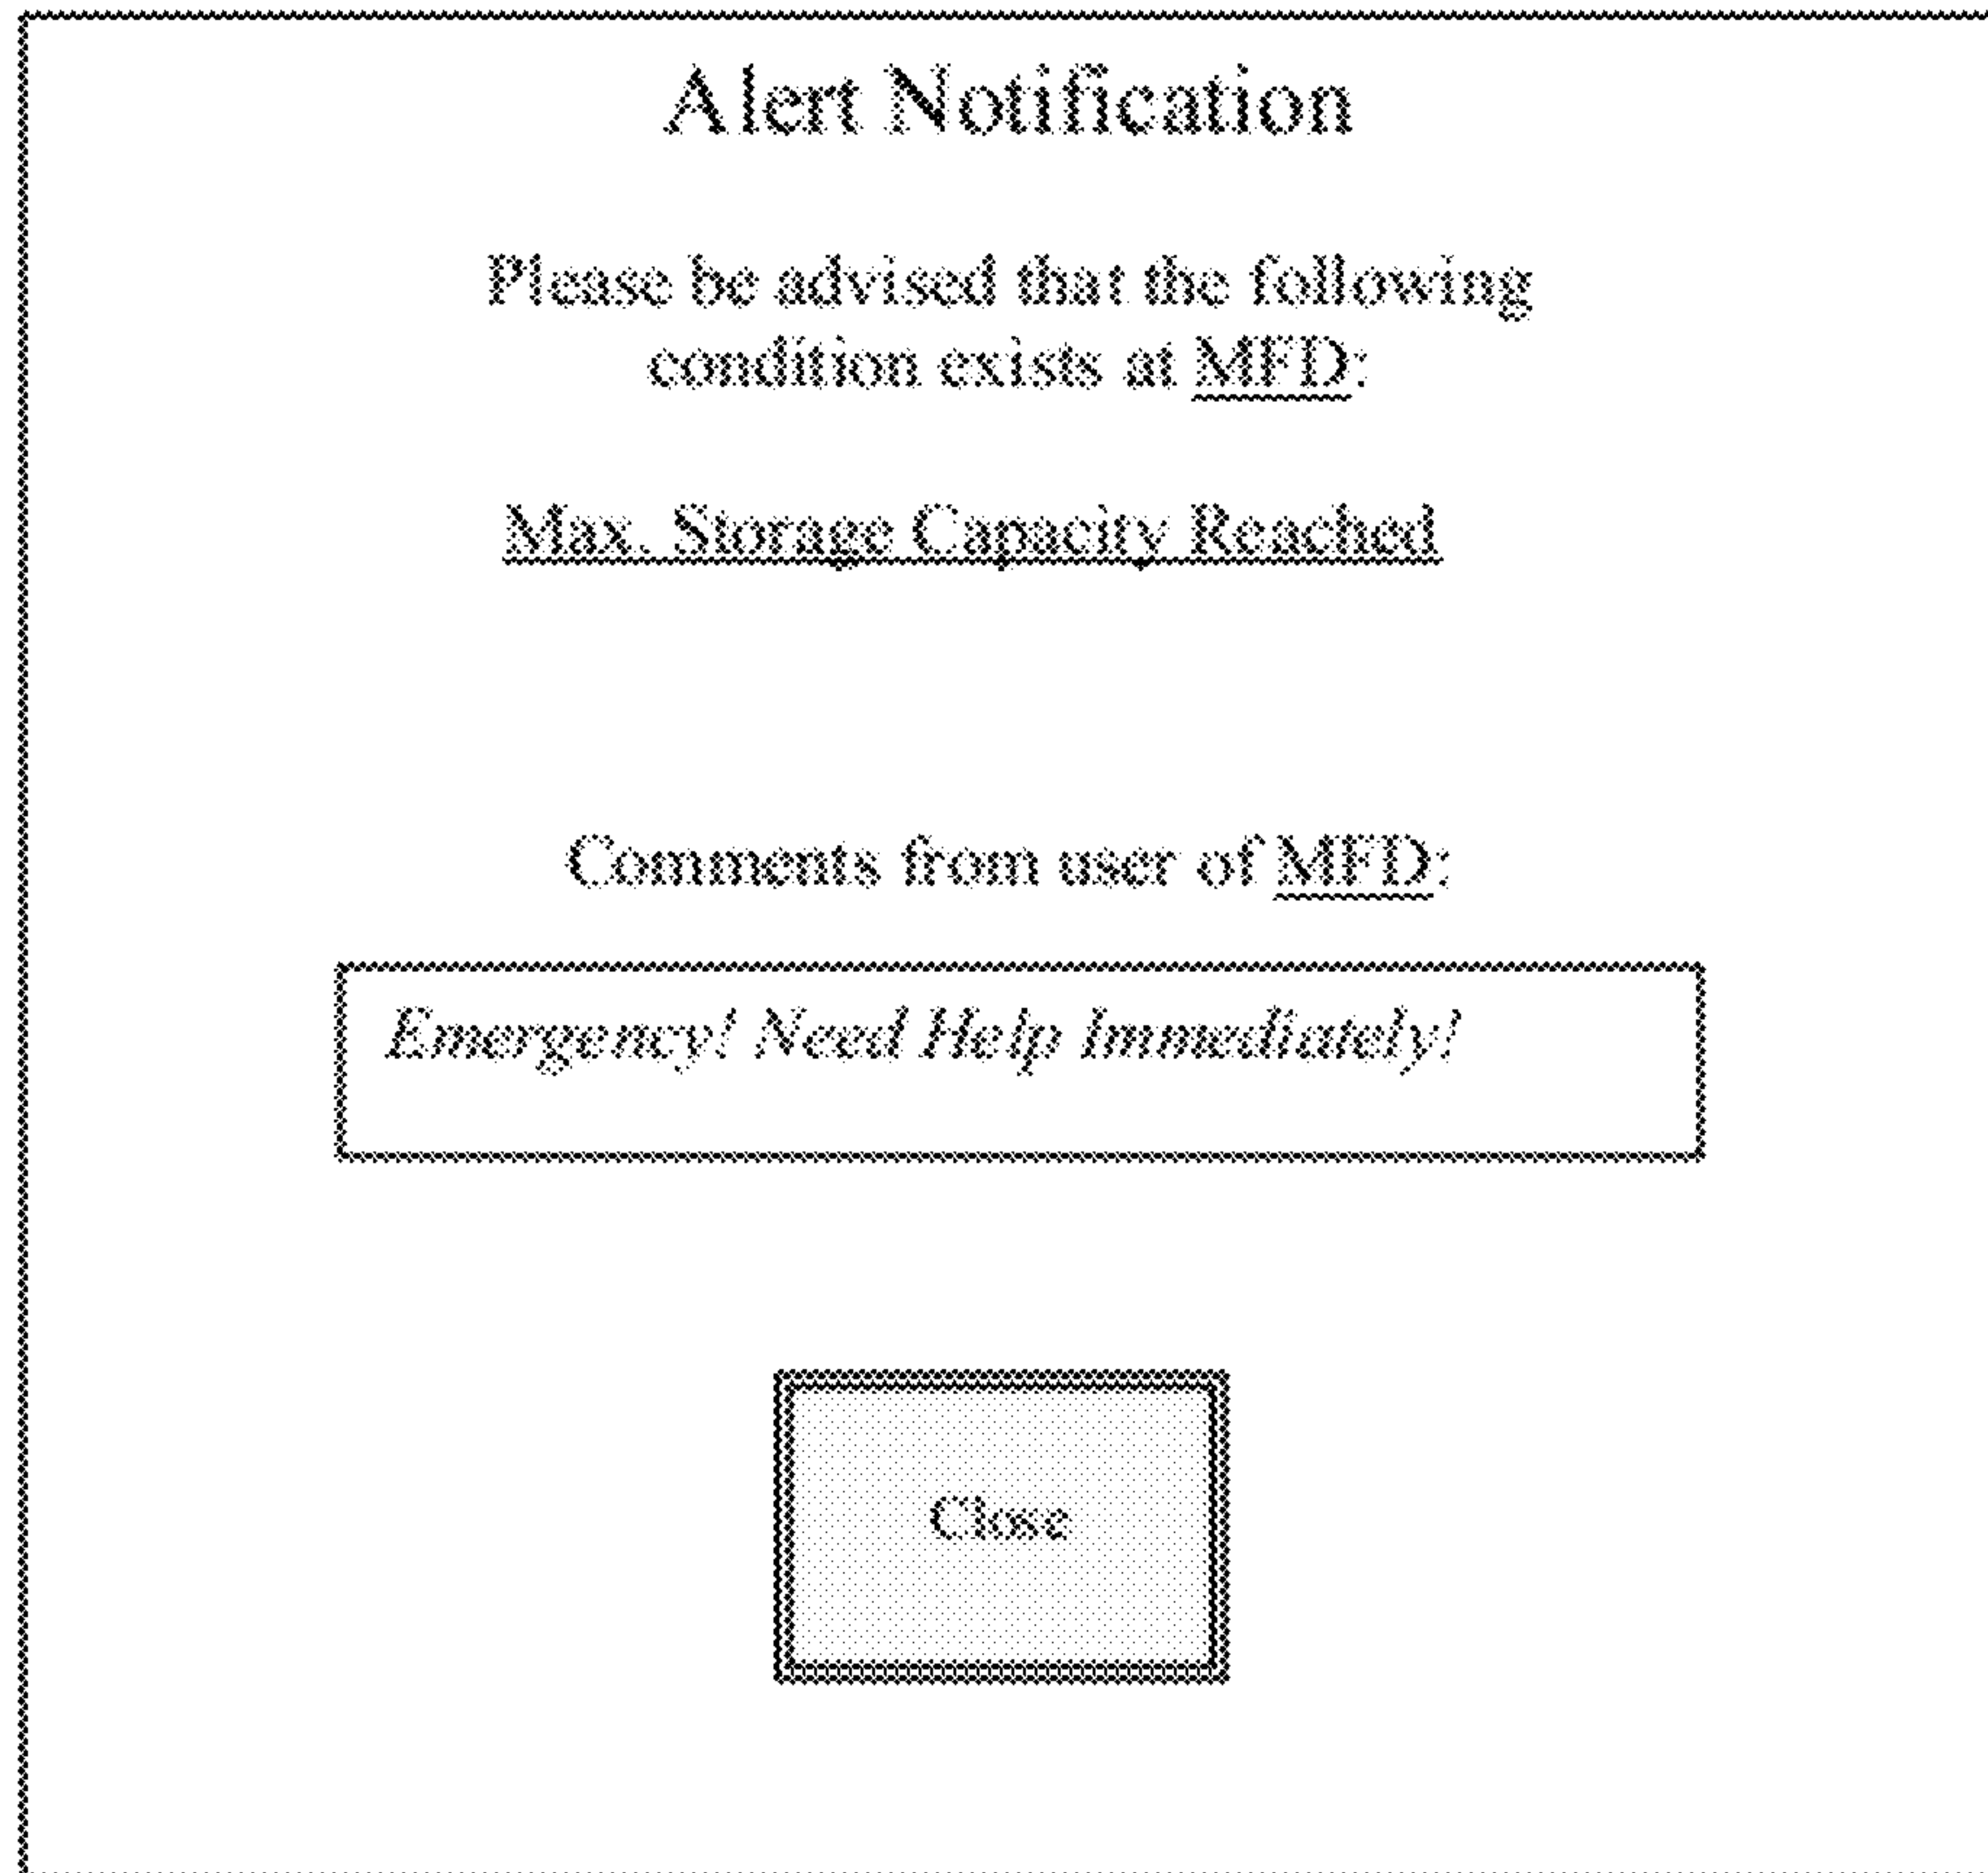 Alert Notification
Please be advised that the following
condition exists at MFD:
Max. Storage Capacity Reached
Comments from user of MFD:
Emergency! Need Help Immediately!
Close